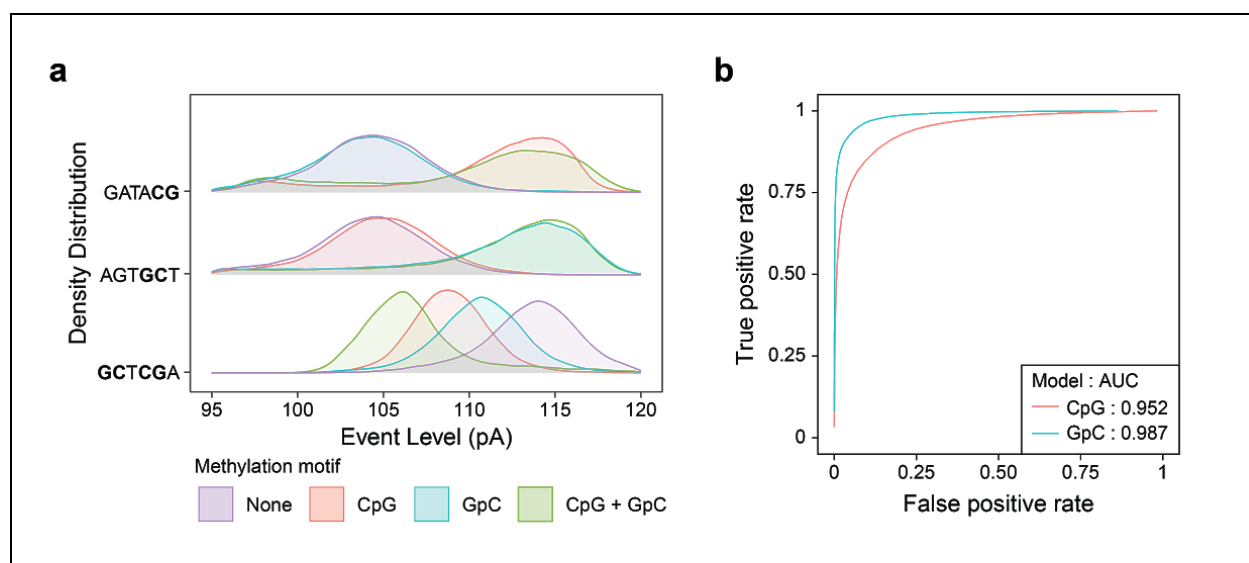 a
Density Distribution
GATACG
AGTGCT
GCTCGA
95 100 105 110 115 120
Event Level (pA)
Methylation motif
None CpG GpC CpG + GpC
b
True positive rate
1
0.75
0.50
0.25
0
Model : AUC
CpG : 0.952
GpC : 0.987
0 0.25 0.50 0.75 1
False positive rate